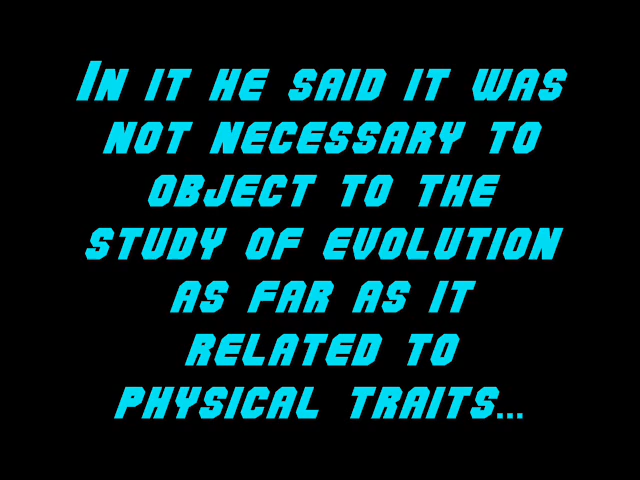 In it he said it was
not necessary to
object to the
study of evolution
as far as it
related to
physical traits...